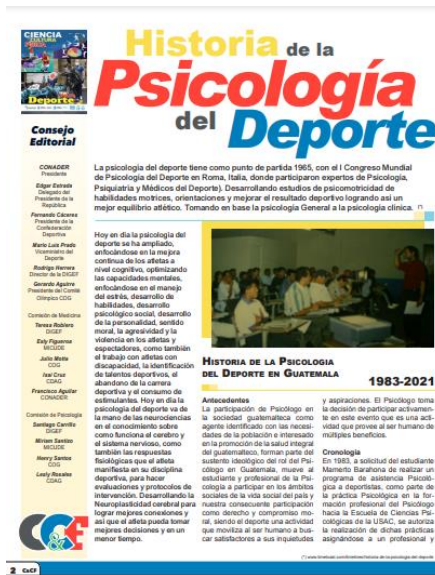 CIENCIA
CULTURA
Deporte
Historia de la
Psicología
del Deporte
Consejo
Editorial
CONADER
Presidente
Edgar Estrada
Delegado del
Presidente de la
República
Fernando Cáceres
Presidente de la
Confederación
Deportiva
Mario Luis Prado
Viceministro del
Deporte
Rodrigo Herrera
Director de la DIGEF
Gerardo Aguirre
Presidente del Comité
Olímpico COG
Comisión de Medicina
Teresa Roblero
DIGEF
Esly Figueroa
MICUDE
Julio Motta
COG
Isai Cruz
CDAG
Francisco Aguilar
CONADER
Comisión de Psicología
Santiago Carrillo
DIGEF
Miriam Santizo
MICUDE
Henry Santos
COG
Lesly Rosales
CDAG
La psicología del deporte tiene como punto de partida 1965, con el I Congreso Mundial
de Psicología del Deporte en Roma, Italia, donde participaron expertos de Psicología,
Psiquiatría y Médicos del Deporte). Desarrollando estudios de psicomotricidad de
habilidades motrices, orientaciones y mejorar el resultado deportivo logrando así un
mejor equilibrio atlético. Tomando en base la psicología General a la psicología clínica.
Hoy en día la psicología del
deporte se ha ampliado,
enfocándose en la mejora
continua de los atletas a
nivel cognitivo, optimizando
las capacidades mentales,
enfocándose en el manejo
del estrés, desarrollo de
habilidades, desarrollo
psicológico social, desarrollo
de la personalidad, sentido
moral, la agresividad y la
violencia en los atletas y
espectadores, como también
el trabajo con atletas con
discapacidad, la identificación
de talentos deportivos, el
abandono de la carrera
deportiva y el consumo de
estimulantes. Hoy en día la
psicología del deporte va de
la mano de las neurociencias
en el conocimiento sobre
como funciona el cerebro y
el sistema nervioso, como
también las respuestas
fisiológicas que el atleta
manifiesta en su disciplina
deportiva, para hacer
evaluaciones y protocolos de
intervención. Desarrollando la
Neuroplasticidad cerebral para
lograr mejores conexiones y
así que el atleta pueda tomar
mejores decisiones y en un
menor tiempo.
HISTORIA DE LA PSICOLOGIA
DEL DEPORTE EN GUATEMALA
1983-2021
Antecedentes
La participación de Psicólogo en
la sociedad guatemalteca como
agente identificado con las necesi-
dades de la población e interesado
en la promoción de la salud integral
del guatemalteco, forman parte del
sustento ideológico del rol del Psi-
cólogo en Guatemala, mueve al
estudiante y profesional de la Psi-
cología a participar en los ámbitos
sociales de la vida social del país y
nuestra consecuente participación
como derecho y compromiso mo-
ral, siendo el deporte una actividad
que moviliza al ser humano a bus-
car satisfactores a sus inquietudes
y aspiraciones. El Psicólogo toma
la decisión de participar activamen-
te en este evento que es una acti-
vidad que provee al ser humano de
múltiples beneficios.
Cronología
En 1983, a solicitud del estudiante
Mamerto Barahona de realizar un
programa de asistencia Psicoló-
gica a deportistas, como parte de
la práctica Psicológica en la for-
mación profesional del Psicólogo
hacia la Escuela de Ciencias Psi-
cológicas de la USAC, se autoriza
la realización de dichas prácticas
asignándose a un profesional y
2 CcCF